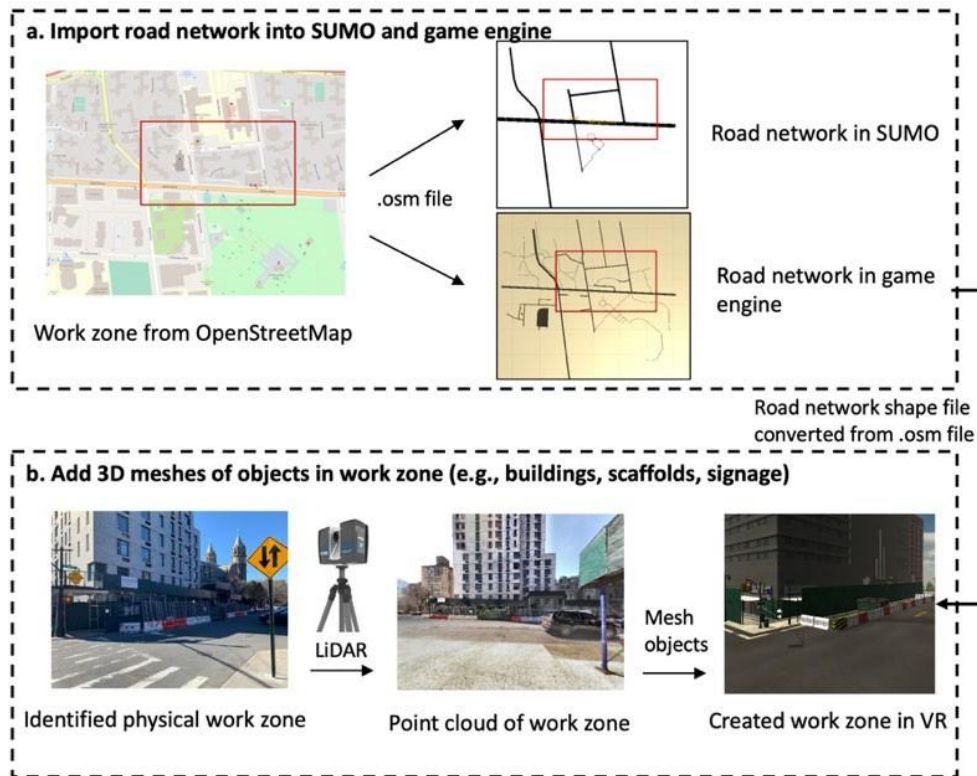 a. Import road network into SUMO and game engine
.osm file
Road network in SUMO
Road network in game
engine
Work zone from OpenStreetMap
Road network shape file
converted from .osm file
b. Add 3D meshes of objects in work zone (e.g., buildings, scaffolds, signage)
LiDAR
Mesh
objects
Identified physical work zone
Point cloud of work zone
Created work zone in VR